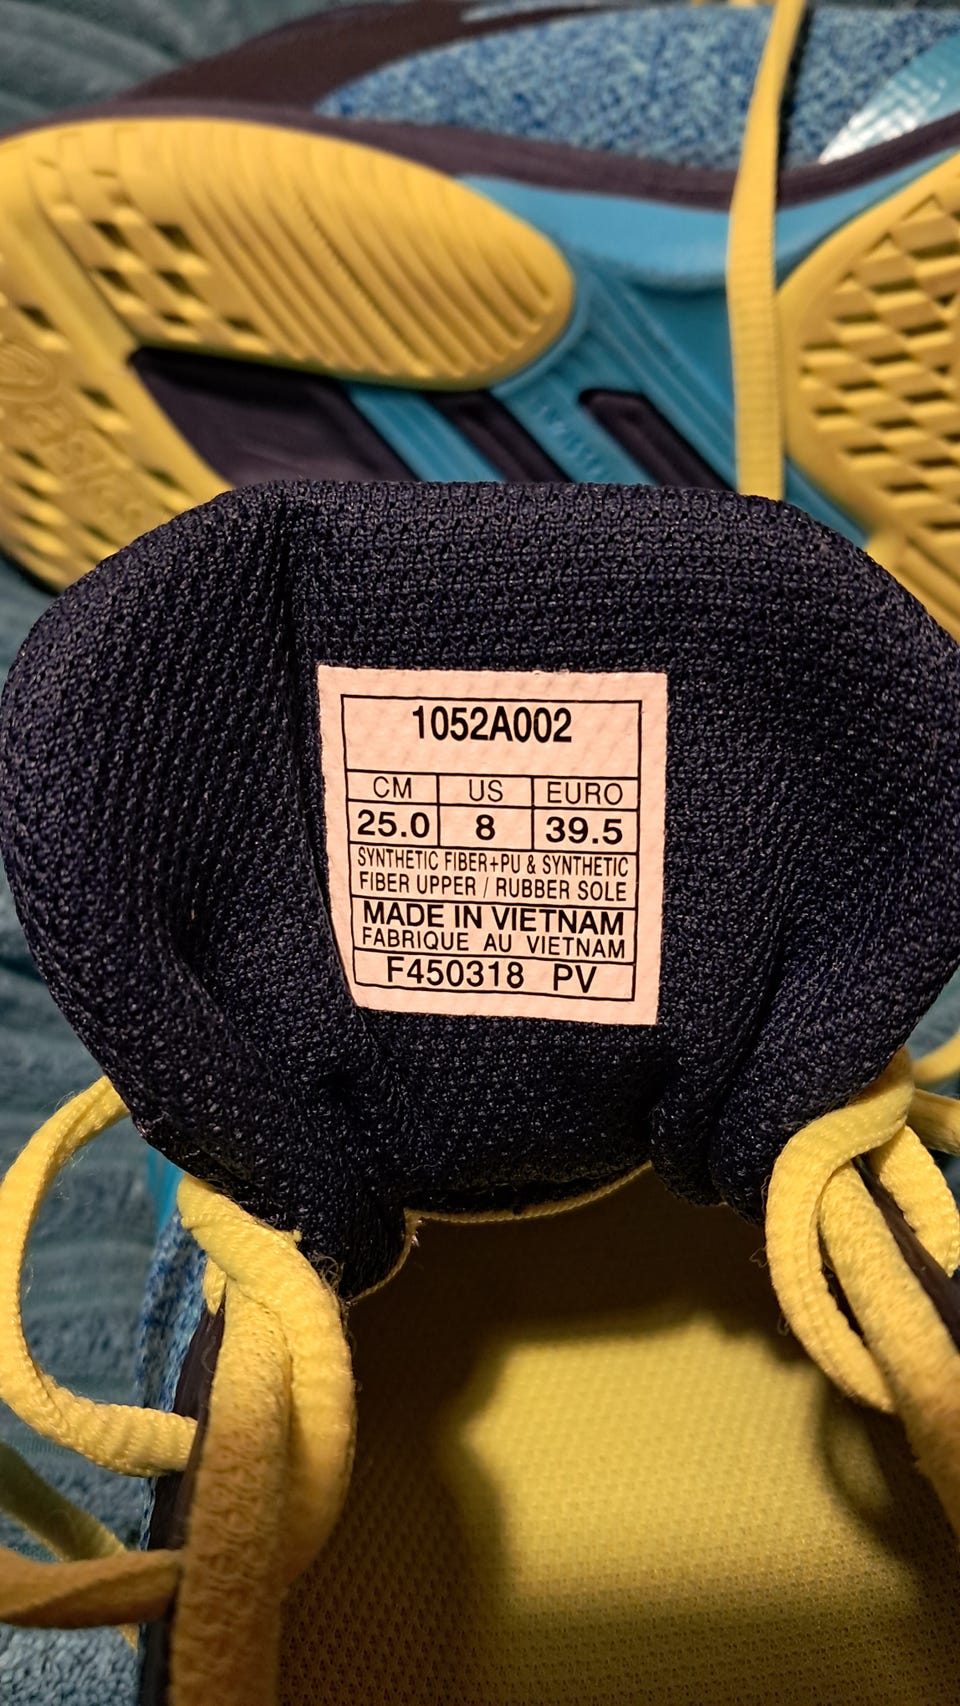 asics
1052A002
CM US EURO
25.0 8 39.5
SYNTHETIC FIBER+PU & SYNTHETIC
FIBER UPPER / RUBBER SOLE
MADE IN VIETNAM
FABRIQUE AU VIETNAM
F450318 PV